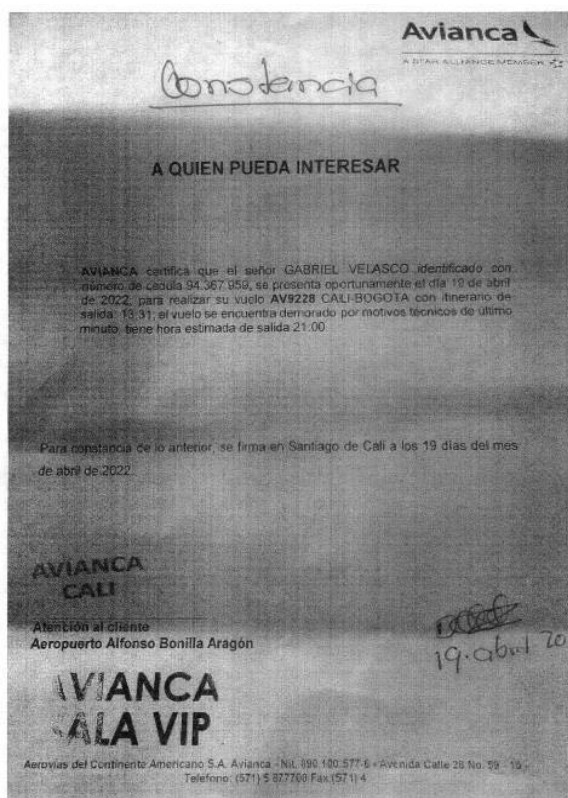 Avianca
A STAR ALLIANCE MEMBER
Constancia
A QUIEN PUEDA INTERESAR
AVIANCA certifica que el señor GABRIEL VELASCO identificado con
número de cedula 94.367.959, se presenta oportunamente el día 19 de abril
de 2022, para realizar su vuelo AV9228 CALI-BOGOTA con itinerario de
salida 13:31, el vuelo se encuentra demorado por motivos técnicos de último
minuto, tiene hora estimada de salida 21:00.
Para constancia de lo anterior, se firma en Santiago de Cali a los 19 días del mes
de abril de 2022.
AVIANCA
CALI
Atención al cliente
Aeropuerto Alfonso Bonilla Aragón
19. abril 20
AVIANCA
SALA VIP
Aerovías del Continente Americano S.A. Avianca - Nit. 890.100.577-6 - Avenida Calle 26 No. 59 - 15 -
Telefono: (571) 5 877700 Fax (571) 4